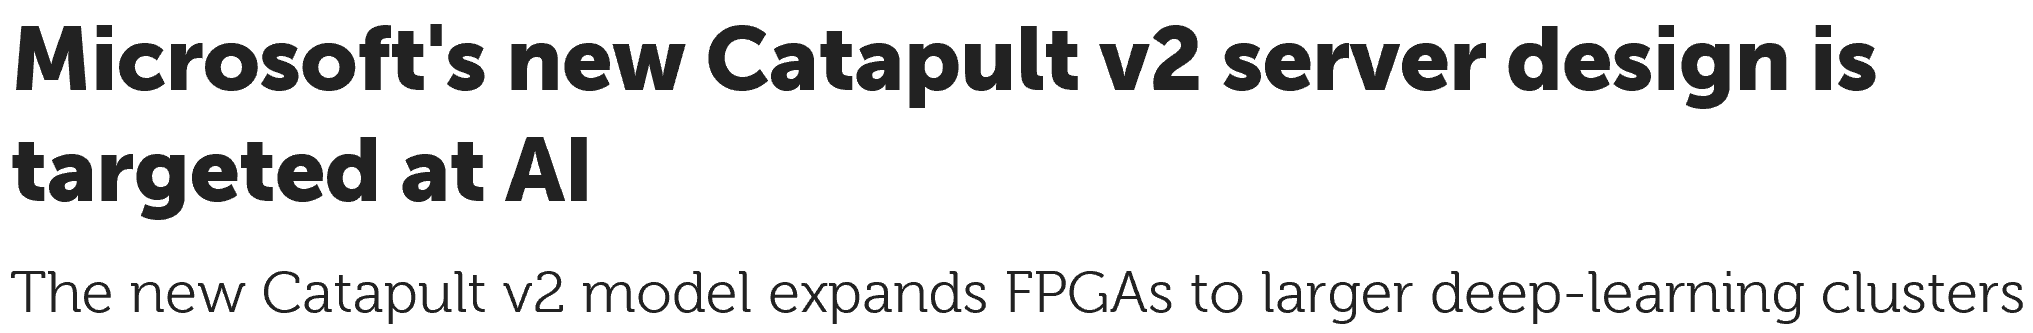 Microsoft's new Catapult v2 server design is
targeted at AI
The new Catapult v2 model expands FPGAs to larger deep-learning clusters